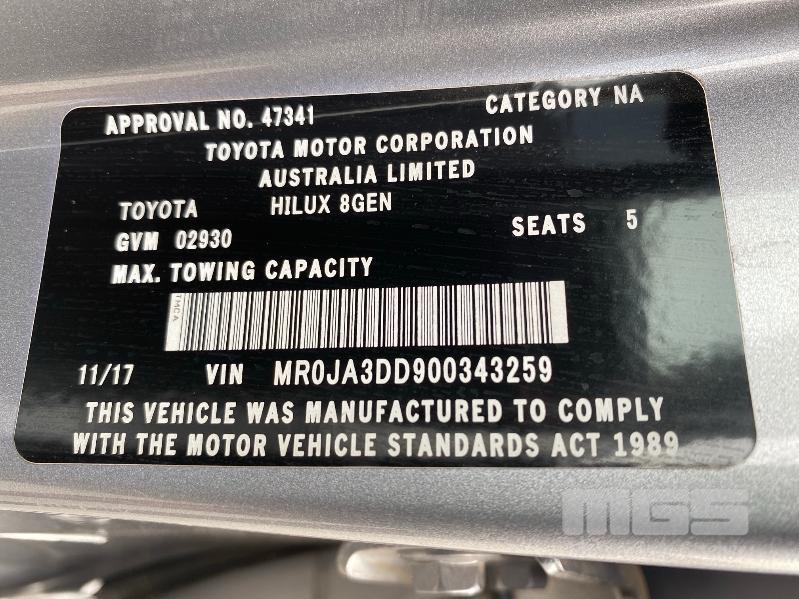 APPROVAL NO. 47341 CATEGORY NA
TOYOTA MOTOR CORPORATION
AUSTRALIA LIMITED
TOYOTA HILUX 8GEN
GVM 02930 SEATS 5
MAX. TOWING CAPACITY
TMCA
11/17 VIN MR0JA3DD900343259
THIS VEHICLE WAS MANUFACTURED TO COMPLY
WITH THE MOTOR VEHICLE STANDARDS ACT 1989
MGS